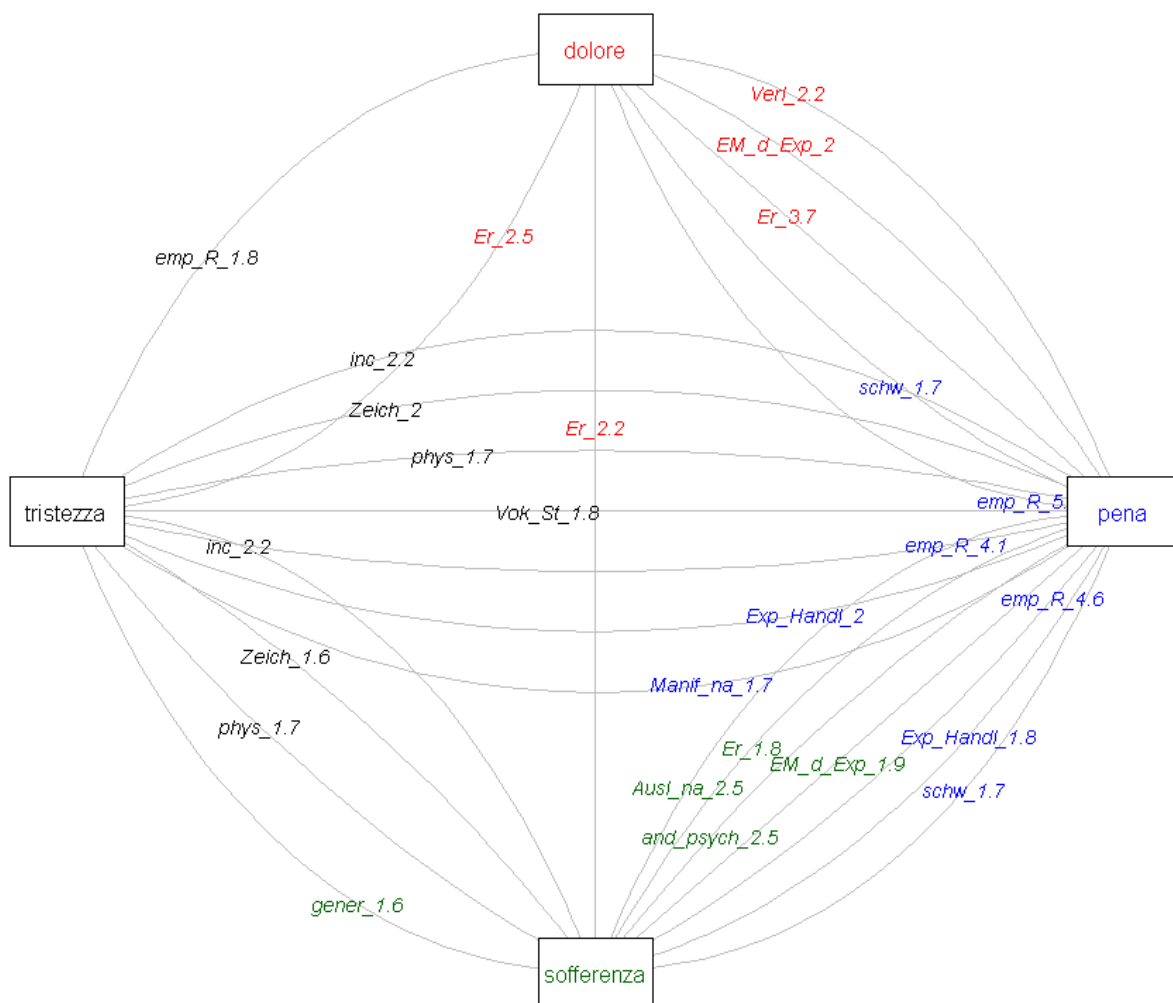 dolore
Verl_2.2
EM_d_Exp_2
Er_3.7
Er_2.5
emp_R_1.8
inc_2.2
schw_1.7
Zeich_2
Er_2.2
phys_1.7
tristezza
Vok_St_1.8
emp_R_5.
pena
inc_2.2
emp_R_4.1
emp_R_4.6
Exp_Handl_2
Zeich_1.6
Manif_na_1.7
phys_1.7
Er_1.8
Exp_Handl_1.8
EM_d_Exp_1.9
Ausl_na_2.5
schw_1.7
and_psych_2.5
gener_1.6
sofferenza